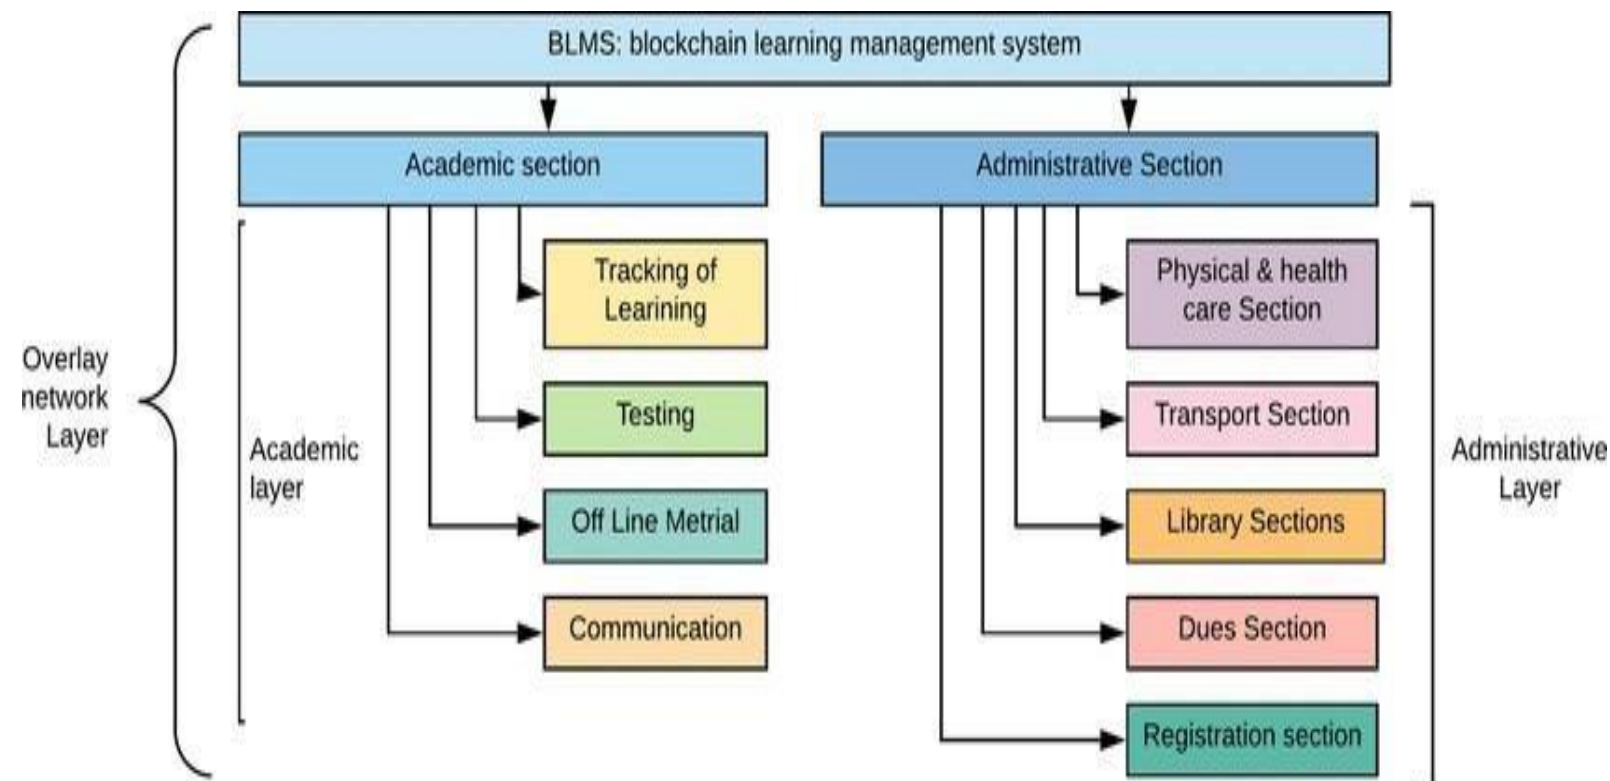 BLMS: blockchain learning management system
Academic section
Administrative Section
Tracking of
Learining
Physical & health
care Section
Overlay
network
Layer
Testing
Transport Section
Academic
layer
Administrative
Layer
Off Line Metrial
Library Sections
Communication
Dues Section
Registration section